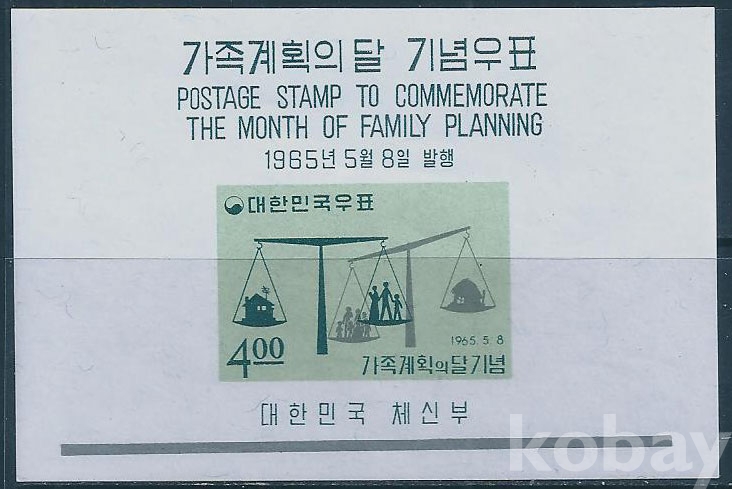 가족계획의 달 기념우표
POSTAGE STAMP TO COMMEMORATE
THE MONTH OF FAMILY PLANNING
1965년 5월 8일 발행
대한민국우표
1965. 5. 8
400
가족계획의달기념
대한민국 체신부
kobay